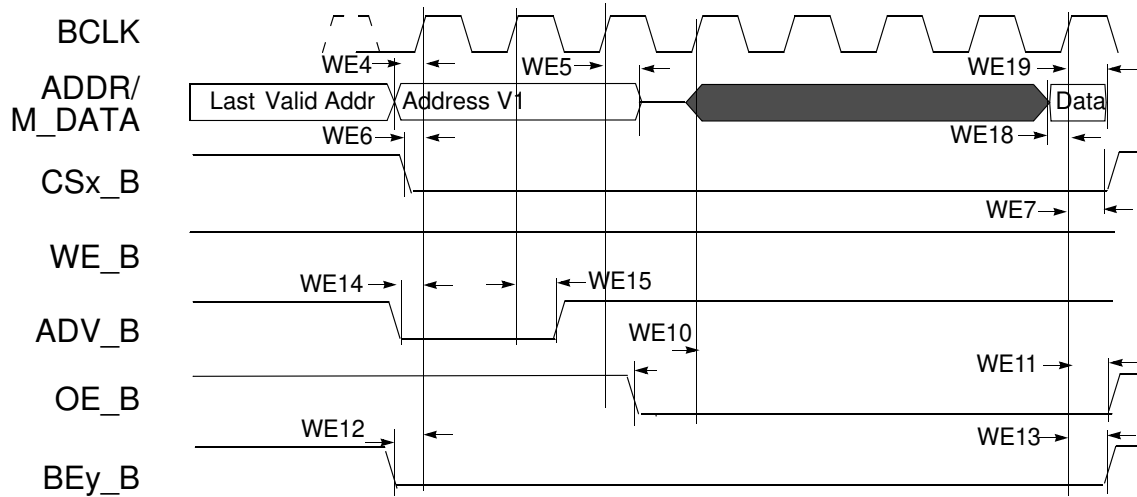 BCLK
WE4
WE5
WE19
ADDR/
M_DATA
Last Valid Addr
Address V1
Data
WE6
WE18
CSx_B
WE7
WE_B
WE14
WE15
ADV_B
WE10
WE11
OE_B
WE12
WE13
BEy_B